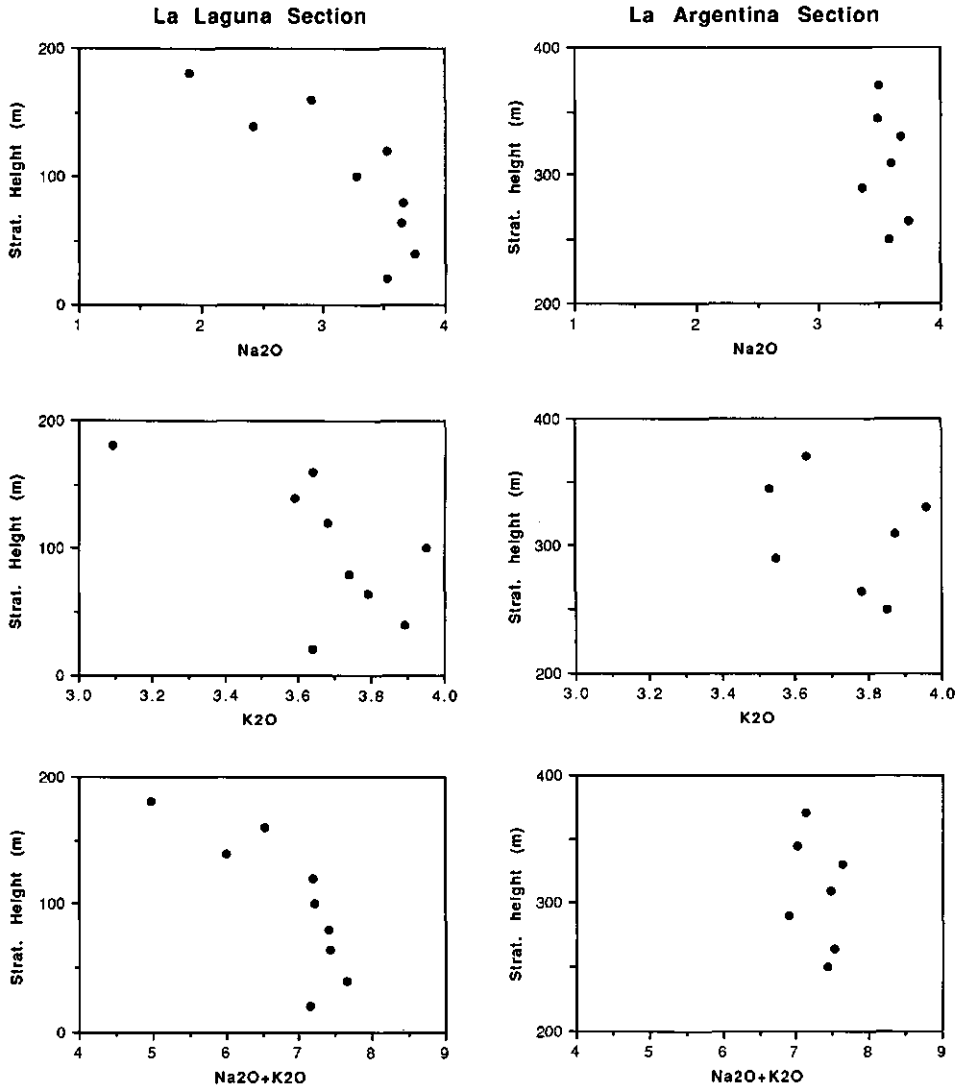 La Laguna Section
La Argentina Section
200
100
0
Strat. Height (m)
1 2 3 4
Na2O
400
300
200
Strat. height (m)
1 2 3 4
Na2O
200
100
0
Strat. Height (m)
3.0 3.2 3.4 3.6 3.8 4.0
K2O
400
300
200
Strat. height (m)
3.0 3.2 3.4 3.6 3.8 4.0
K2O
200
100
0
Strat. Height (m)
4 5 6 7 8 9
Na2O+K2O
400
300
200
Strat. height (m)
4 5 6 7 8 9
Na2O+K2O